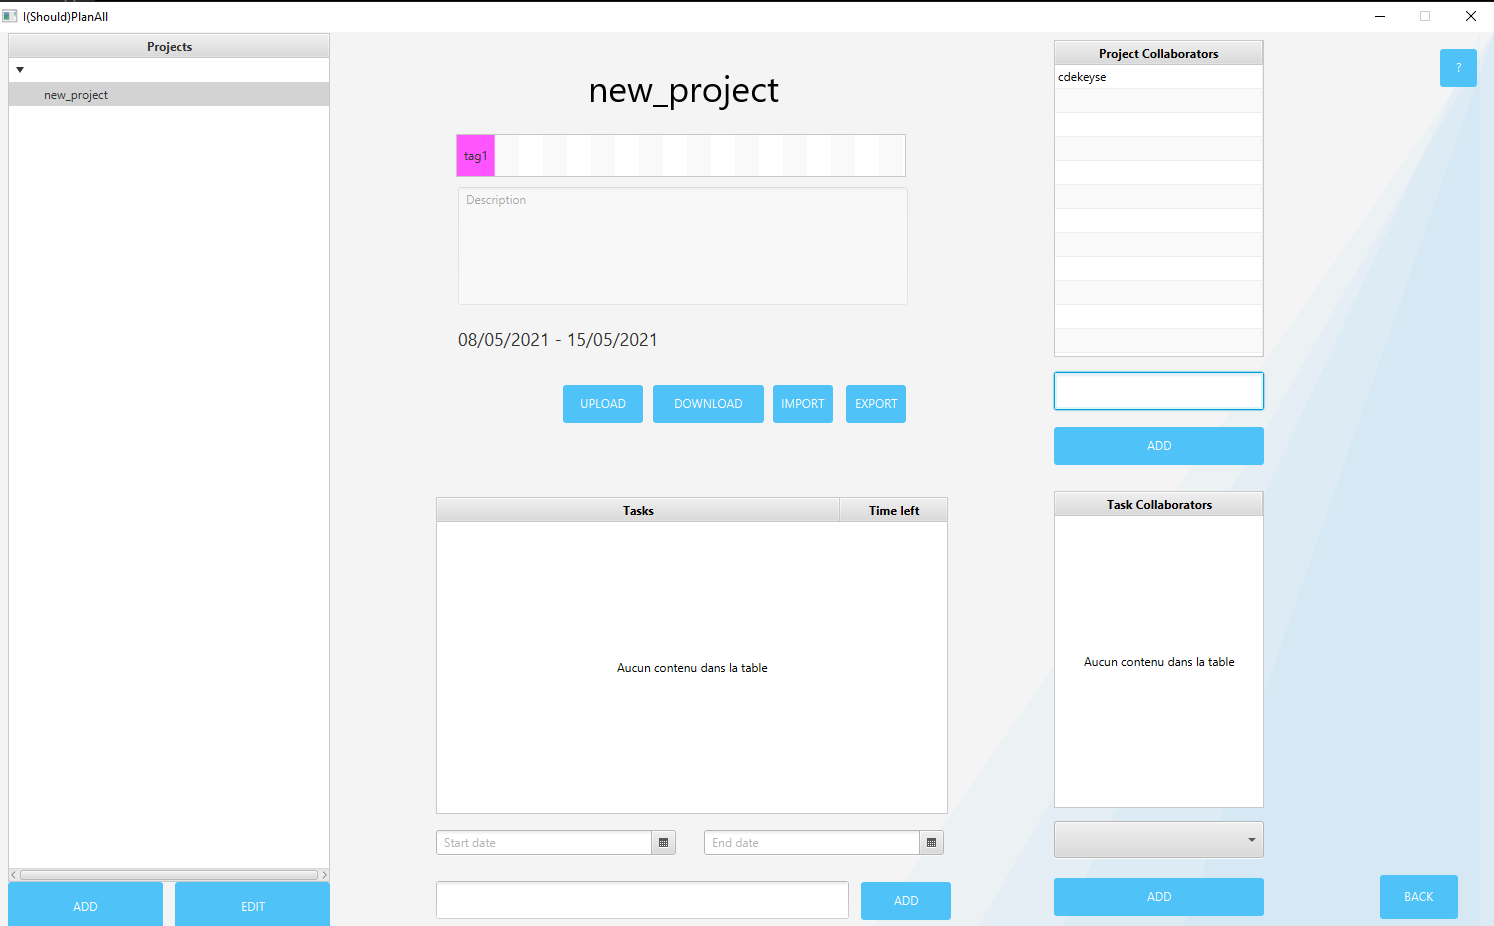 I(Should)PlanAll
Projects
new_project
ADD
EDIT
new_project
tag1
Description
08/05/2021 - 15/05/2021
UPLOAD
DOWNLOAD
IMPORT
EXPORT
Tasks
Time left
Aucun contenu dans la table
Start date
End date
ADD
Project Collaborators
cdekeyse
ADD
Task Collaborators
Aucun contenu dans la table
ADD
?
BACK